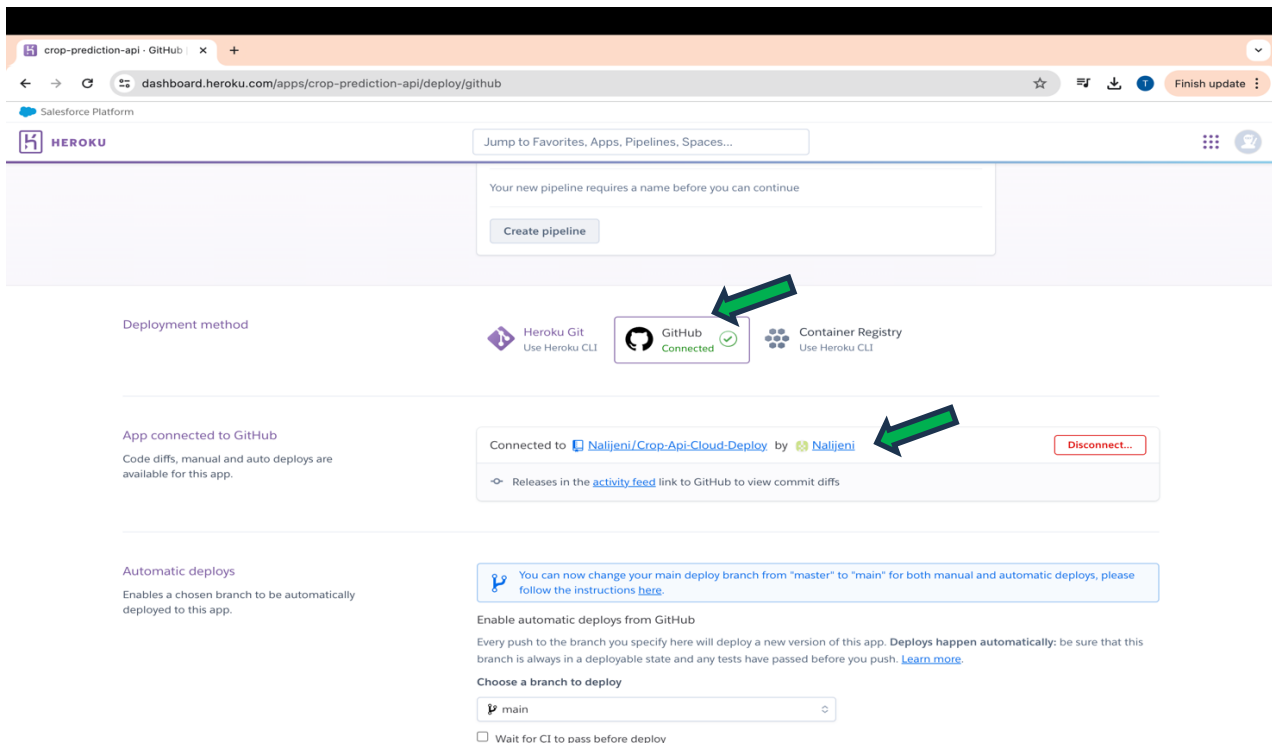 crop-prediction-api · GitHub |
dashboard.heroku.com/apps/crop-prediction-api/deploy/github
T
Finish update
Salesforce Platform
HEROKU
Jump to Favorites, Apps, Pipelines, Spaces...
Your new pipeline requires a name before you can continue
Create pipeline
Deployment method
Heroku Git
Use Heroku CLI
GitHub
Connected
Container Registry
Use Heroku CLI
App connected to GitHub
Code diffs, manual and auto deploys are
available for this app.
Connected to Nalijeni/Crop-Api-Cloud-Deploy by Nalijeni
Disconnect...
Releases in the activity feed link to GitHub to view commit diffs
Automatic deploys
Enables a chosen branch to be automatically
deployed to this app.
You can now change your main deploy branch from "master" to "main" for both manual and automatic deploys, please
follow the instructions here.
Enable automatic deploys from GitHub
Every push to the branch you specify here will deploy a new version of this app. Deploys happen automatically: be sure that this
branch is always in a deployable state and any tests have passed before you push. Learn more.
Choose a branch to deploy
main
Wait for CI to pass before deploy